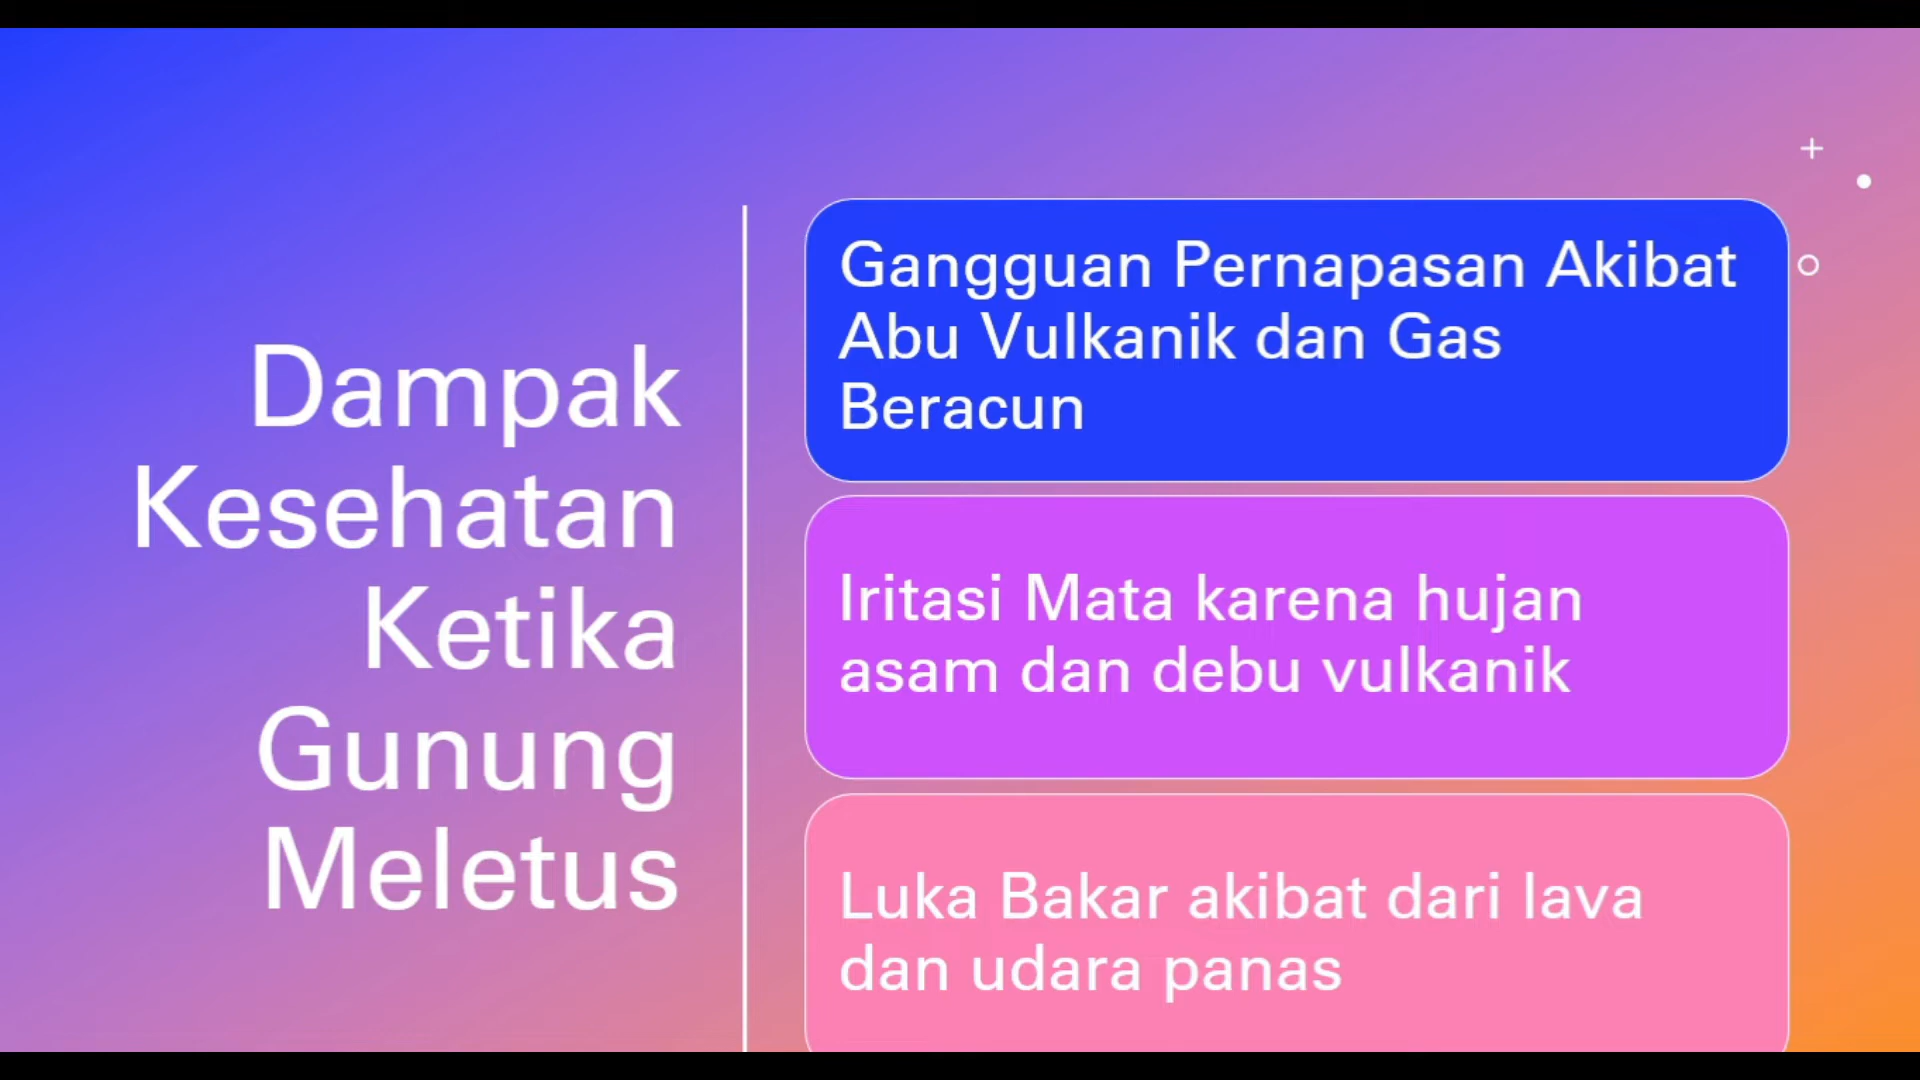 Dampak
Kesehatan
Ketika
Gunung
Meletus
Gangguan Pernapasan Akibat
Abu Vulkanik dan Gas
Beracun
Iritasi Mata karena hujan
asam dan debu vulkanik
Luka Bakar akibat dari lava
dan udara panas